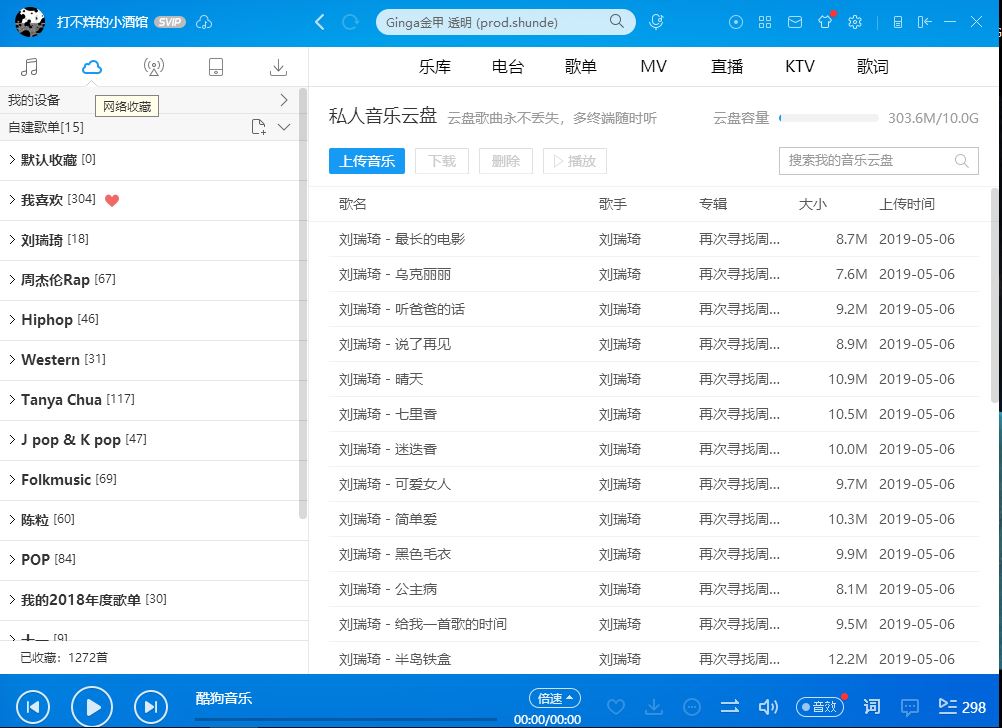 打不烊的小酒馆 SVIP Ginga金甲 透明 (prod.shunde)
乐库 电台 歌单 MV 直播 KTV 歌词
我的设备
网络收藏
自建歌单[15]
默认收藏 [0]
我喜欢 [304]
刘瑞琦 [18]
周杰伦Rap [67]
Hiphop [46]
Western [31]
Tanya Chua [117]
J pop & K pop [47]
Folkmusic [69]
陈粒 [60]
POP [84]
我的2018年度歌单 [30]
十一 [9]
已收藏：1272首
私人音乐云盘 云盘歌曲永不丢失，多终端随时听 云盘容量 303.6M/10.0G
上传音乐 下载 删除 播放 搜索我的音乐云盘
歌名 歌手 专辑 大小 上传时间
刘瑞琦 - 最长的电影 刘瑞琦 再次寻找周... 8.7M 2019-05-06
刘瑞琦 - 乌克丽丽 刘瑞琦 再次寻找周... 7.6M 2019-05-06
刘瑞琦 - 听爸爸的话 刘瑞琦 再次寻找周... 9.2M 2019-05-06
刘瑞琦 - 说了再见 刘瑞琦 再次寻找周... 8.9M 2019-05-06
刘瑞琦 - 晴天 刘瑞琦 再次寻找周... 10.9M 2019-05-06
刘瑞琦 - 七里香 刘瑞琦 再次寻找周... 10.5M 2019-05-06
刘瑞琦 - 迷迭香 刘瑞琦 再次寻找周... 10.0M 2019-05-06
刘瑞琦 - 可爱女人 刘瑞琦 再次寻找周... 9.7M 2019-05-06
刘瑞琦 - 简单爱 刘瑞琦 再次寻找周... 10.3M 2019-05-06
刘瑞琦 - 黑色毛衣 刘瑞琦 再次寻找周... 9.9M 2019-05-06
刘瑞琦 - 公主病 刘瑞琦 再次寻找周... 8.1M 2019-05-06
刘瑞琦 - 给我一首歌的时间 刘瑞琦 再次寻找周... 9.5M 2019-05-06
刘瑞琦 - 半岛铁盒 刘瑞琦 再次寻找周... 12.2M 2019-05-06
酷狗音乐 倍速 音效 词 298
00:00/00:00